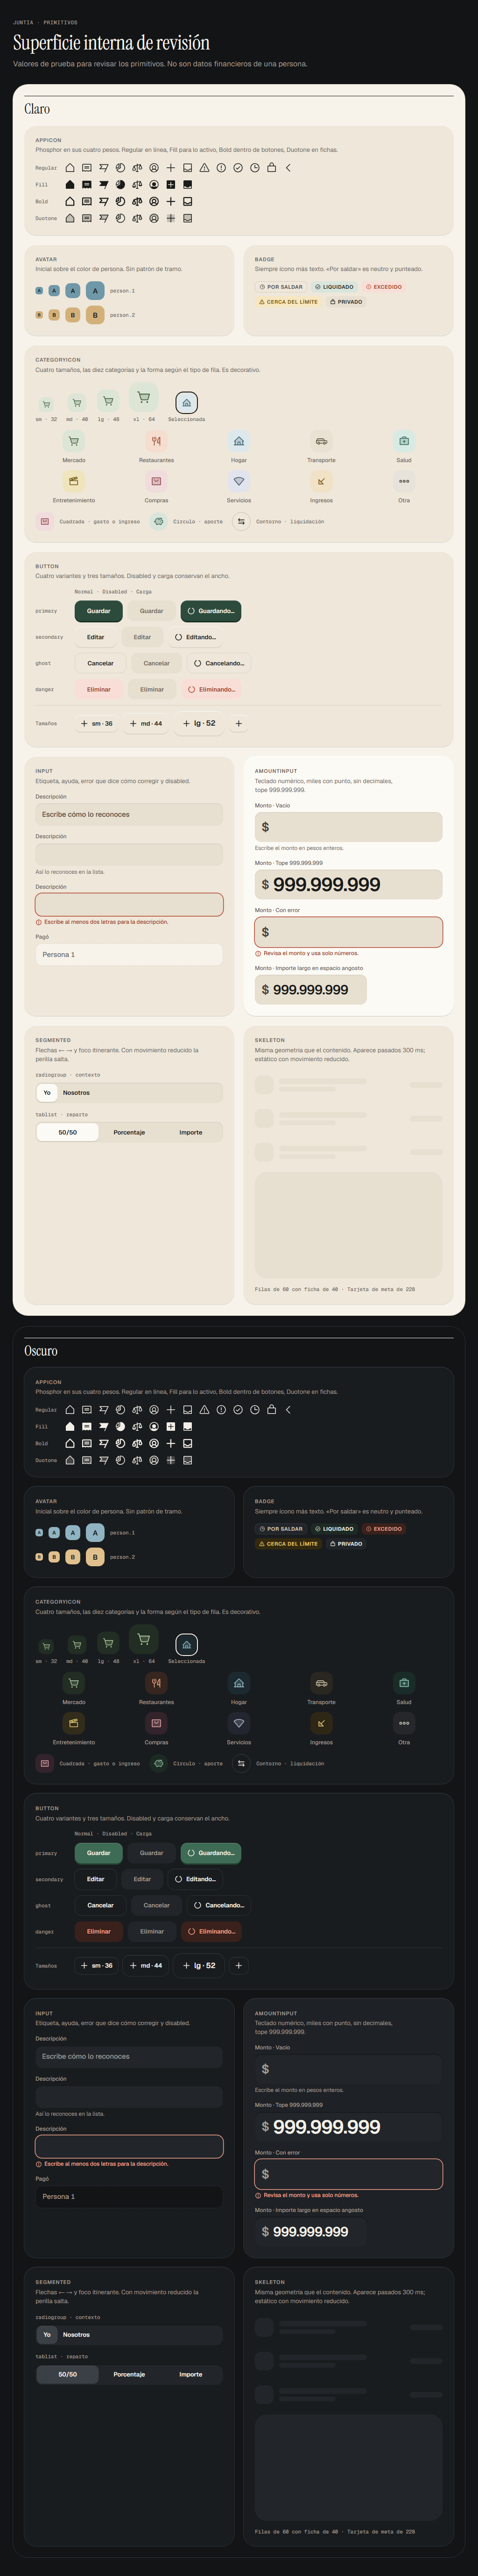 JUNTIA · PRIMITIVOS
Superficie interna de revisión
Valores de prueba para revisar los primitivos. No son datos financieros de una persona.
Claro
APPICON
Phosphor en sus cuatro pesos. Regular en línea, Fill para lo activo, Bold dentro de botones, Duotone en fichas.
Regular
Fill
Bold
Duotone
AVATAR
Inicial sobre el color de persona. Sin patrón de tramo.
A A A A person.1
B B B B person.2
BADGE
Siempre ícono más texto. «Por saldar» es neutro y punteado.
POR SALDAR LIQUIDADO EXCEDIDO
CERCA DEL LÍMITE PRIVADO
CATEGORYICON
Cuatro tamaños, las diez categorías y la forma según el tipo de fila. Es decorativo.
sm · 32 md · 40 lg · 48 xl · 64 Seleccionada
Mercado Restaurantes Hogar Transporte Salud
Entretenimiento Compras Servicios Ingresos Otra
Cuadrada · gasto o ingreso Círculo · aporte Contorno · liquidación
BUTTON
Cuatro variantes y tres tamaños. Disabled y carga conservan el ancho.
Normal · Disabled · Carga
primary Guardar Guardar Guardando…
secondary Editar Editar Editando…
ghost Cancelar Cancelar Cancelando…
danger Eliminar Eliminar Eliminando…
Tamaños sm · 36 md · 44 lg · 52
INPUT
Etiqueta, ayuda, error que dice cómo corregir y disabled.
Descripción
Escribe cómo lo reconoces
Descripción
Así lo reconoces en la lista.
Descripción
Escribe al menos dos letras para la descripción.
Pagó
Persona 1
AMOUNTINPUT
Teclado numérico, miles con punto, sin decimales,
tope 999.999.999.
Monto · Vacío
$
Escribe el monto en pesos enteros.
Monto · Tope 999.999.999
$ 999.999.999
Monto · Con error
$
Revisa el monto y usa solo números.
Monto · Importe largo en espacio angosto
$ 999.999.999
SEGMENTED
Flechas ← → y foco itinerante. Con movimiento reducido la
perilla salta.
radiogroup · contexto
Yo Nosotros
tablist · reparto
50/50 Porcentaje Importe
SKELETON
Misma geometría que el contenido. Aparece pasados 300 ms;
estático con movimiento reducido.
Filas de 60 con ficha de 40 · Tarjeta de meta de 220
Oscuro
APPICON
Phosphor en sus cuatro pesos. Regular en línea, Fill para lo activo, Bold dentro de botones, Duotone en fichas.
Regular
Fill
Bold
Duotone
AVATAR
Inicial sobre el color de persona. Sin patrón de tramo.
A A A A person.1
B B B B person.2
BADGE
Siempre ícono más texto. «Por saldar» es neutro y punteado.
POR SALDAR LIQUIDADO EXCEDIDO
CERCA DEL LÍMITE PRIVADO
CATEGORYICON
Cuatro tamaños, las diez categorías y la forma según el tipo de fila. Es decorativo.
sm · 32 md · 40 lg · 48 xl · 64 Seleccionada
Mercado Restaurantes Hogar Transporte Salud
Entretenimiento Compras Servicios Ingresos Otra
Cuadrada · gasto o ingreso Círculo · aporte Contorno · liquidación
BUTTON
Cuatro variantes y tres tamaños. Disabled y carga conservan el ancho.
Normal · Disabled · Carga
primary Guardar Guardar Guardando…
secondary Editar Editar Editando…
ghost Cancelar Cancelar Cancelando…
danger Eliminar Eliminar Eliminando…
Tamaños sm · 36 md · 44 lg · 52
INPUT
Etiqueta, ayuda, error que dice cómo corregir y disabled.
Descripción
Escribe cómo lo reconoces
Descripción
Así lo reconoces en la lista.
Descripción
Escribe al menos dos letras para la descripción.
Pagó
Persona 1
AMOUNTINPUT
Teclado numérico, miles con punto, sin decimales,
tope 999.999.999.
Monto · Vacío
$
Escribe el monto en pesos enteros.
Monto · Tope 999.999.999
$ 999.999.999
Monto · Con error
$
Revisa el monto y usa solo números.
Monto · Importe largo en espacio angosto
$ 999.999.999
SEGMENTED
Flechas ← → y foco itinerante. Con movimiento reducido la
perilla salta.
radiogroup · contexto
Yo Nosotros
tablist · reparto
50/50 Porcentaje Importe
SKELETON
Misma geometría que el contenido. Aparece pasados 300 ms;
estático con movimiento reducido.
Filas de 60 con ficha de 40 · Tarjeta de meta de 220